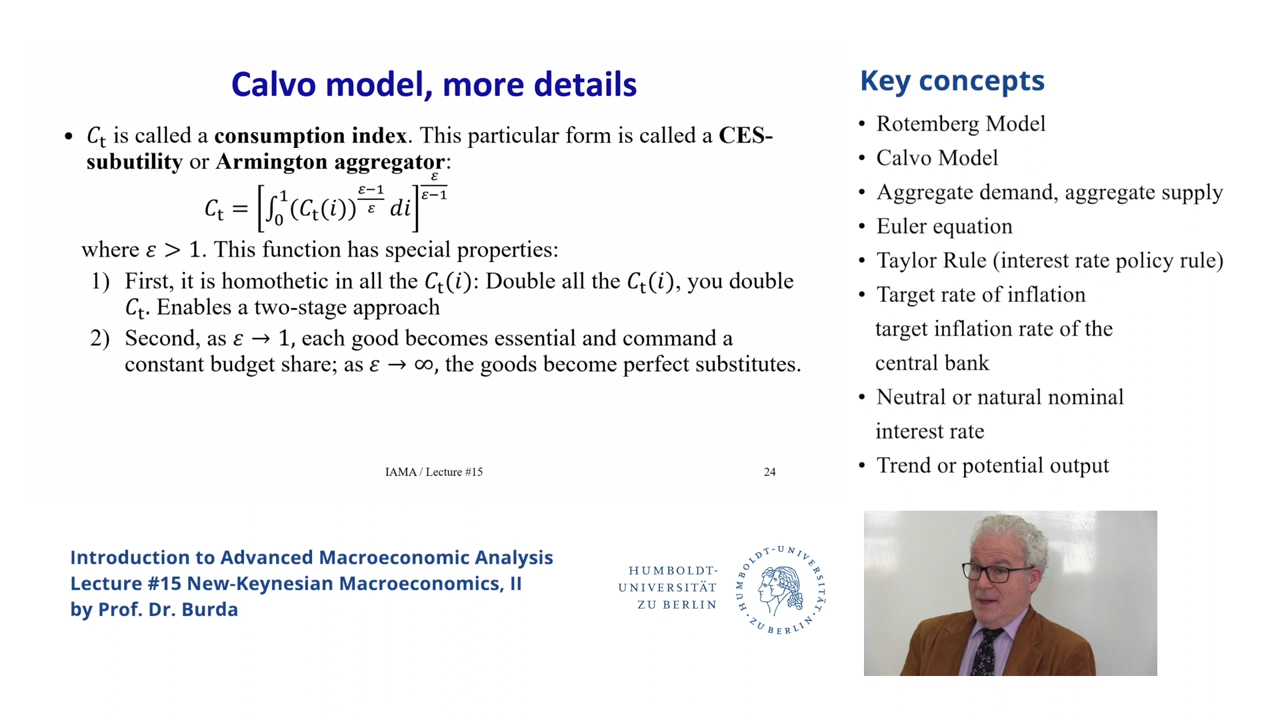 Calvo model, more details
• Cₜ is called a consumption index. This particular form is called a CES-
subutility or Armington aggregator:
Cₜ = [∫₀¹(Cₜ(i))^((ε−1)/ε) di]^(ε/(ε−1))
where ε > 1. This function has special properties:
1) First, it is homothetic in all the Cₜ(i): Double all the Cₜ(i), you double
Cₜ. Enables a two-stage approach
2) Second, as ε → 1, each good becomes essential and command a
constant budget share; as ε → ∞, the goods become perfect substitutes.
IAMA / Lecture #15
24
Key concepts
• Rotemberg Model
• Calvo Model
• Aggregate demand, aggregate supply
• Euler equation
• Taylor Rule (interest rate policy rule)
• Target rate of inflation
target inflation rate of the
central bank
• Neutral or natural nominal
interest rate
• Trend or potential output
Introduction to Advanced Macroeconomic Analysis
Lecture #15 New-Keynesian Macroeconomics, II
by Prof. Dr. Burda
HUMBOLDT-
UNIVERSITÄT
ZU BERLIN
HUMBOLDT-UNIVERSITÄT
ZU BERLIN